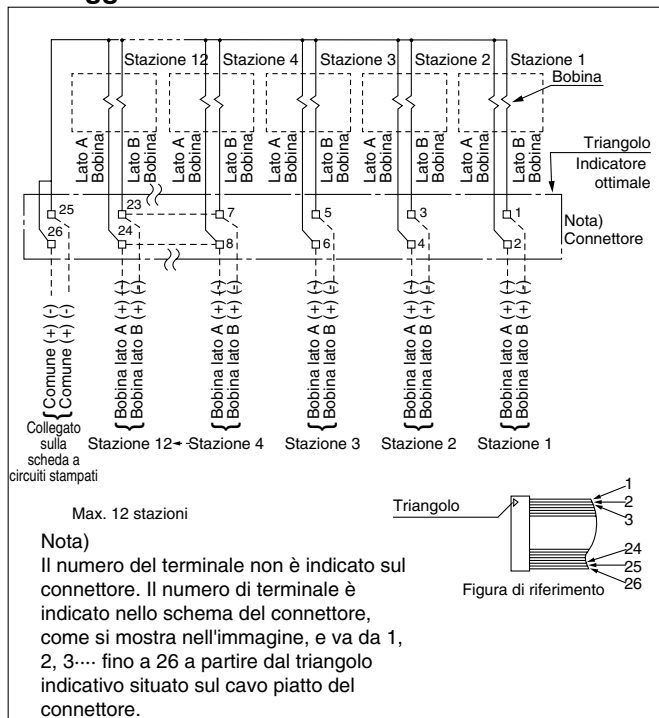 Stazione 12 Stazione 4 Stazione 3 Stazione 2 Stazione 1
Bobina
Lato A Bobina Lato B Bobina Lato A Bobina Lato B Bobina Lato A Bobina Lato B Bobina Lato A Bobina Lato B Bobina Lato A Bobina Lato B Bobina
Triangolo
Indicatore
ottimale
25 23 7 5 3 1
26 24 8 6 4 2
Nota)
Connettore
Comune (+) (-)
Comune (+) (-)
Bobina lato A (+) (-)
Bobina lato B (+) (-)
Bobina lato A (+) (-)
Bobina lato B (+) (-)
Bobina lato A (+) (-)
Bobina lato B (+) (-)
Bobina lato A (+) (-)
Bobina lato B (+) (-)
Bobina lato A (+) (-)
Bobina lato B (+) (-)
Collegato
sulla
scheda a
circuiti stampati
Stazione 12 Stazione 4 Stazione 3 Stazione 2 Stazione 1
Max. 12 stazioni
Triangolo
1
2
3
24
25
26
Figura di riferimento
Nota)
Il numero del terminale non è indicato sul
connettore. Il numero di terminale è
indicato nello schema del connettore,
come si mostra nell'immagine, e va da 1,
2, 3···· fino a 26 a partire dal triangolo
indicativo situato sul cavo piatto del
connettore.